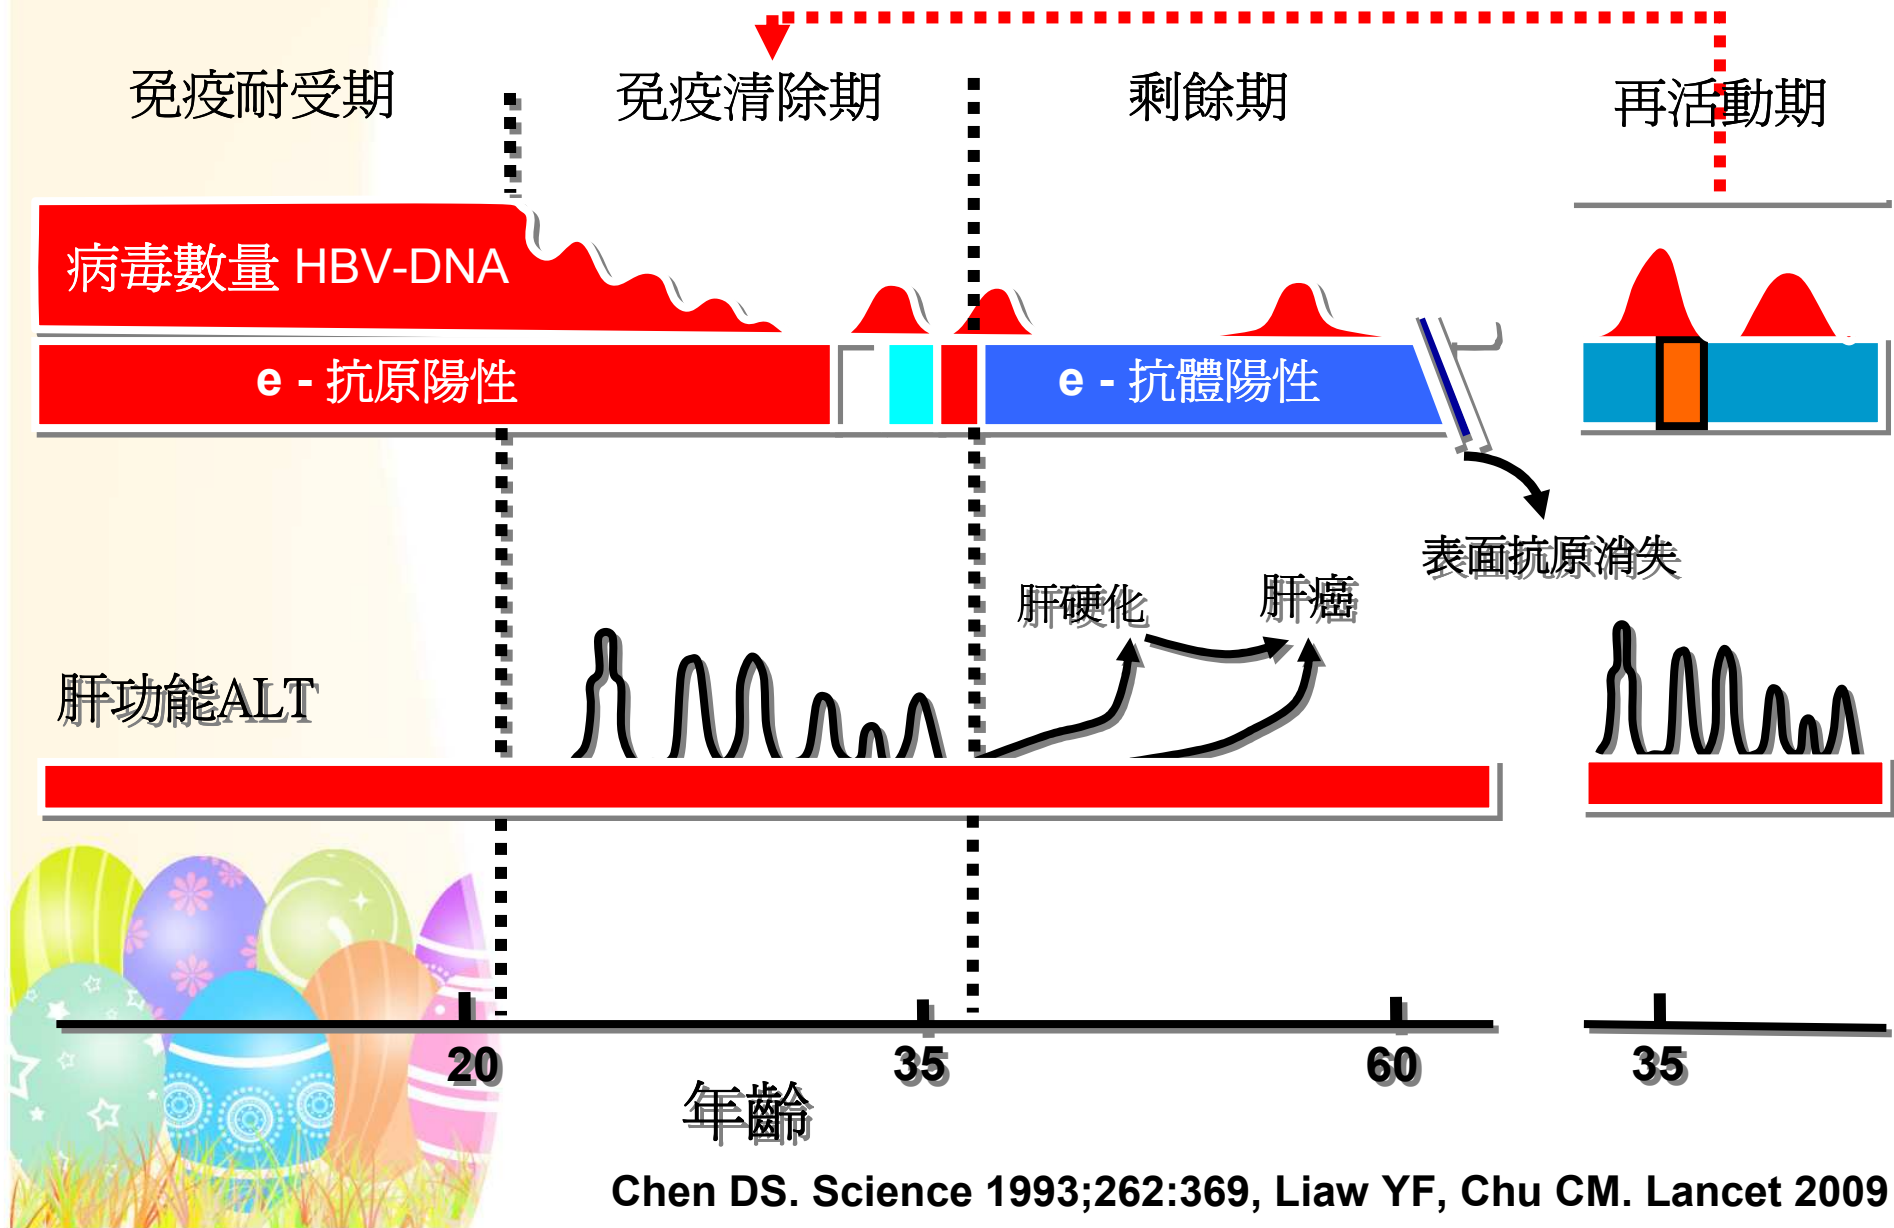 免疫耐受期
免疫清除期
剩餘期
再活動期
病毒數量 HBV-DNA
e - 抗原陽性
e - 抗體陽性
表面抗原消失
肝硬化
肝癌
肝功能ALT
20
35
60
35
年齡
Chen DS. Science 1993;262:369, Liaw YF, Chu CM. Lancet 2009